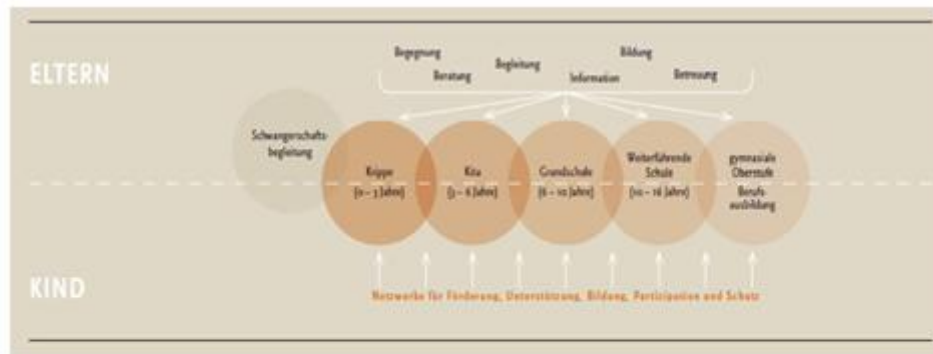 ELTERN
Begegnung
Beratung
Begleitung
Information
Bildung
Betreuung
Schwangerschafts-
begleitung
Krippe
(0 – 3 Jahre)
Kita
(3 – 6 Jahre)
Grundschule
(6 – 10 Jahre)
Weiterführende
Schule
(10 – 16 Jahre)
gymnasiale
Oberstufe
Berufs-
ausbildung
KIND
Netzwerke für Förderung, Unterstützung, Bildung, Partizipation und Schutz